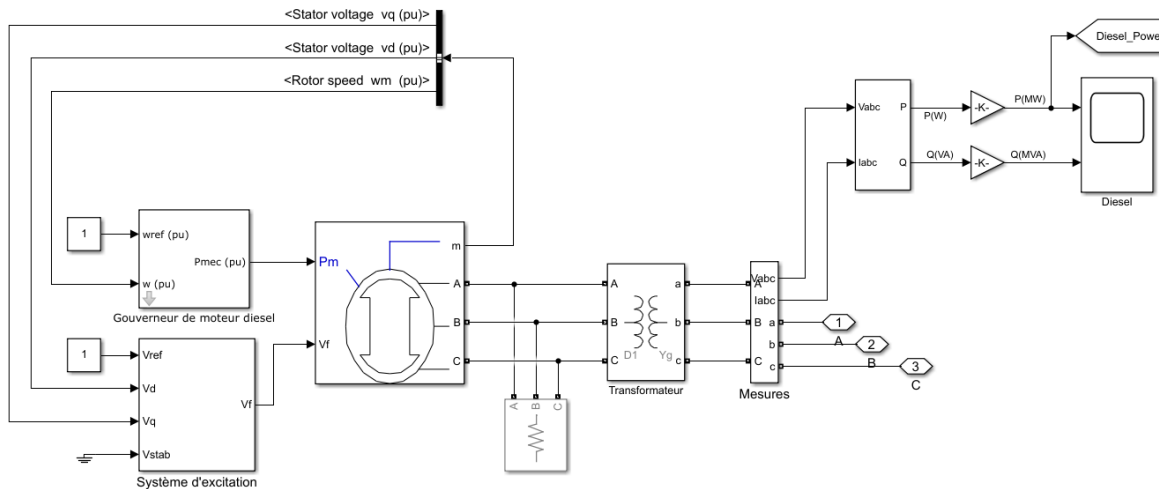 <Stator voltage vq (pu)>
<Stator voltage vd (pu)>
<Rotor speed wm (pu)>
Diesel_Powe
Vabc
P
P(W)
-K-
P(MW)
Iabc
Q
Q(VA)
-K-
Q(MVA)
Diesel
1
wref (pu)
Pmec (pu)
w (pu)
Gouverneur de moteur diesel
Pm
m
A
B
C
Vf
A
B
C
D1
Yg
a
b
c
Transformateur
Vabc
A
Iabc
B
a
b
C
c
Mesures
1
A
2
B
3
C
1
Vref
Vd
Vf
Vq
Vstab
Système d'excitation
A
B
C